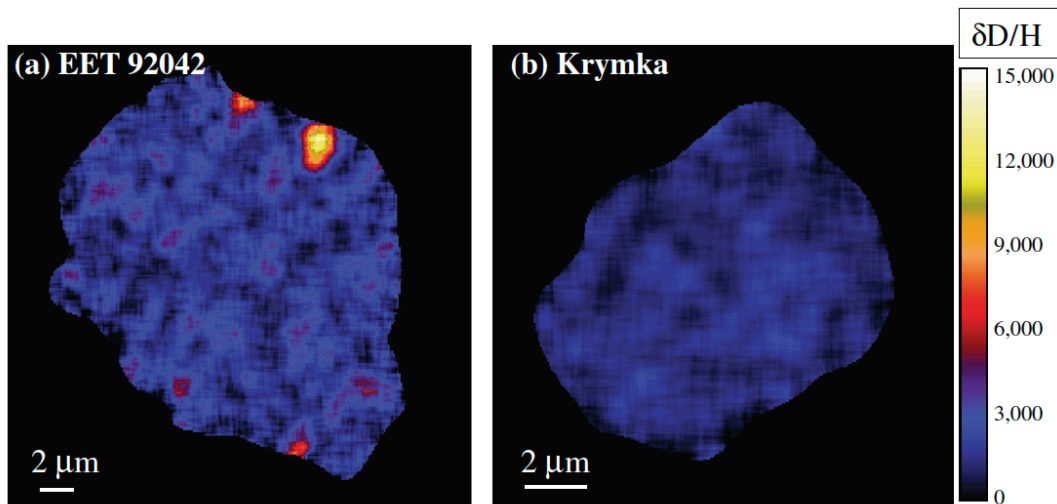 (a) EET 92042
2 μm
(b) Krymka
2 μm
δD/H
15,000
12,000
9,000
6,000
3,000
0